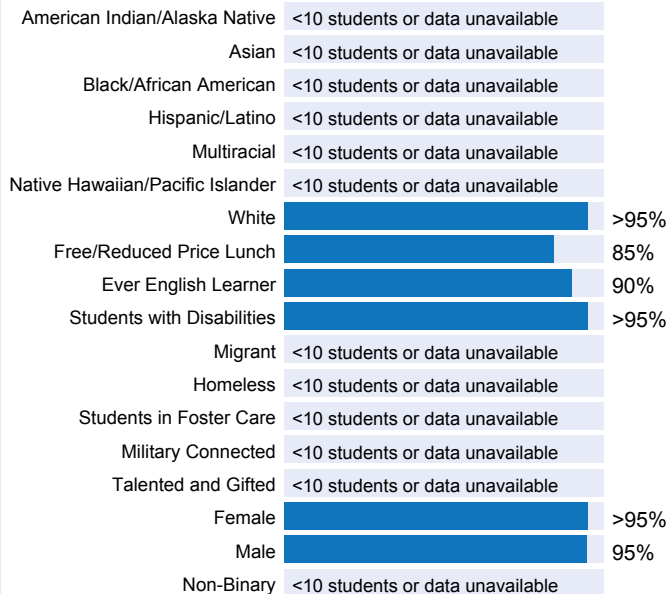 American Indian/Alaska Native <10 students or data unavailable
Asian <10 students or data unavailable
Black/African American <10 students or data unavailable
Hispanic/Latino <10 students or data unavailable
Multiracial <10 students or data unavailable
Native Hawaiian/Pacific Islander <10 students or data unavailable
White >95%
Free/Reduced Price Lunch 85%
Ever English Learner 90%
Students with Disabilities >95%
Migrant <10 students or data unavailable
Homeless <10 students or data unavailable
Students in Foster Care <10 students or data unavailable
Military Connected <10 students or data unavailable
Talented and Gifted <10 students or data unavailable
Female >95%
Male 95%
Non-Binary <10 students or data unavailable